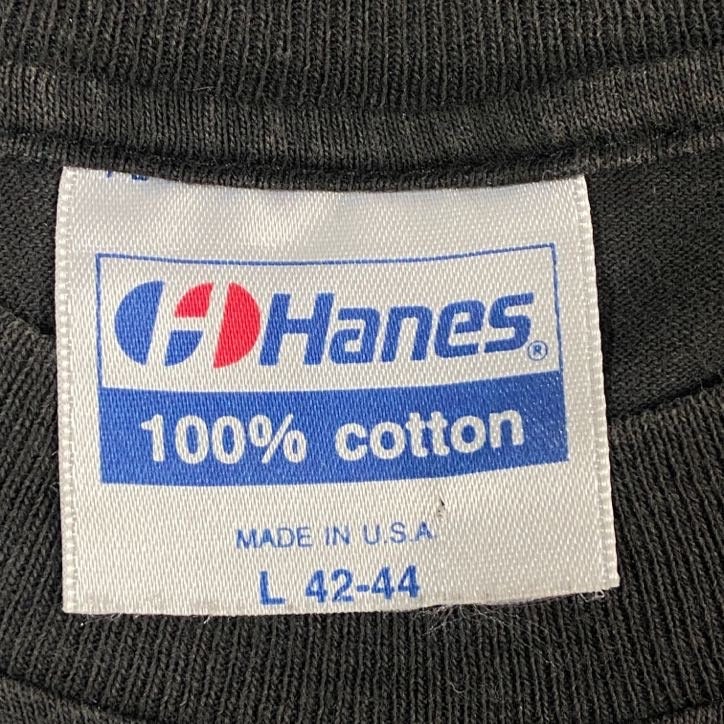 Hanes®
100% cotton
MADE IN U.S.A
L 42-44